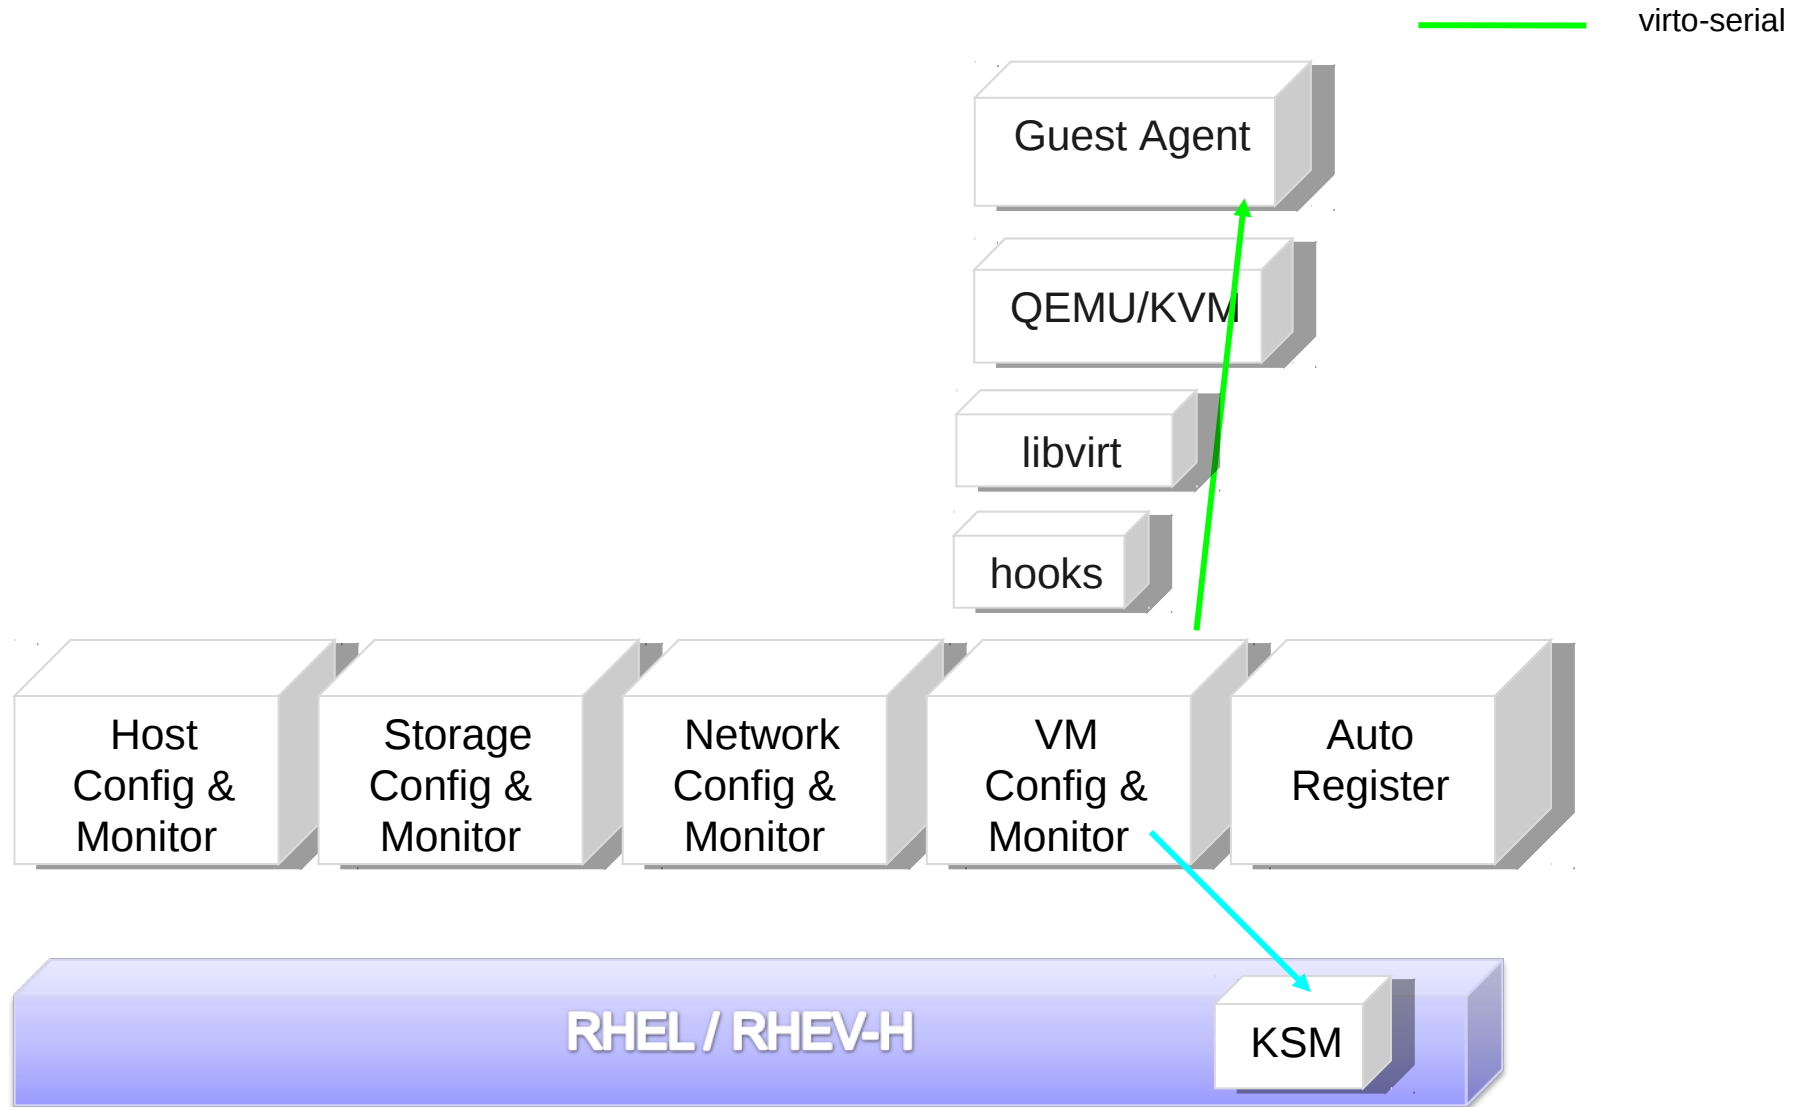 virto-serial
Guest Agent
QEMU/KVM
libvirt
hooks
Host
Config &
Monitor
Storage
Config &
Monitor
Network
Config &
Monitor
VM
Config &
Monitor
Auto
Register
RHEL / RHEV-H
KSM